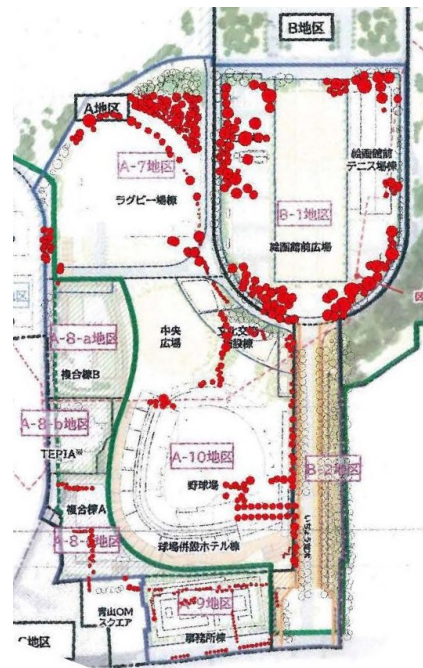 B地区
A地区
A-7地区
ラグビー場棟
絵画館前
テニス場棟
B-1地区
絵画館前広場
区
中央
広場
文化交流
施設棟
A-8-a地区
複合棟B
A-8-b地区
TEPIA
A-10地区
野球場
B-2地区
複合棟A
球場併設ホテル棟
いちょう並木
青山OM
スクエア
A-9地区
事務所棟
C地区